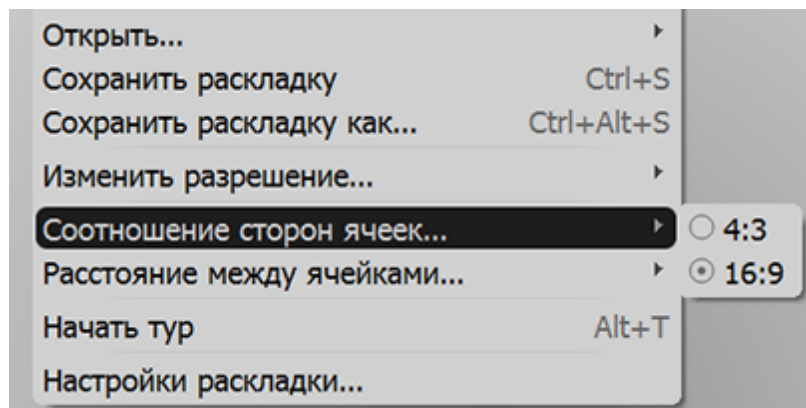 Открыть...
Сохранить раскладку Ctrl+S
Сохранить раскладку как... Ctrl+Alt+S
Изменить разрешение...
Соотношение сторон ячеек... 4:3
Расстояние между ячейками... 16:9
Начать тур Alt+T
Настройки раскладки...